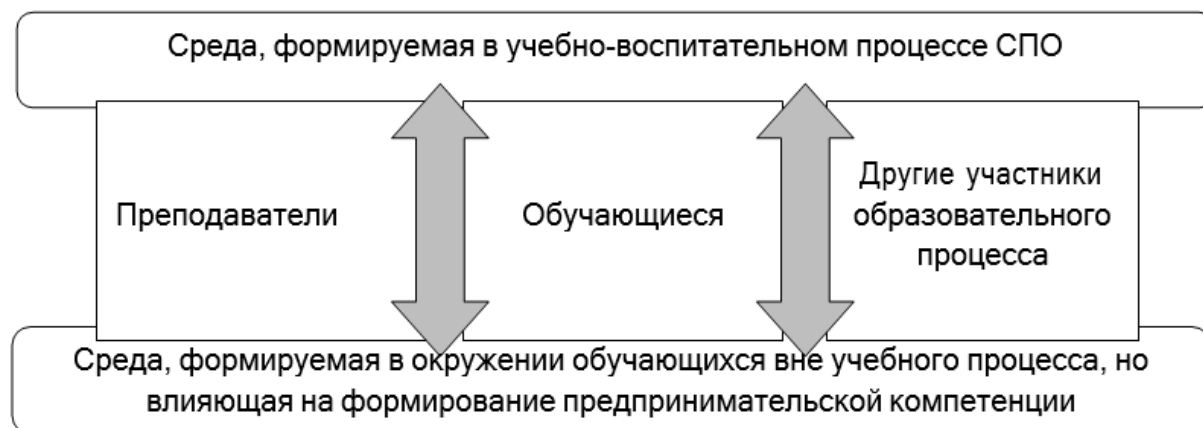 Среда, формируемая в учебно-воспитательном процессе СПО
Преподаватели
Обучающиеся
Другие участники
образовательного
процесса
Среда, формируемая в окружении обучающихся вне учебного процесса, но
влияющая на формирование предпринимательской компетенции